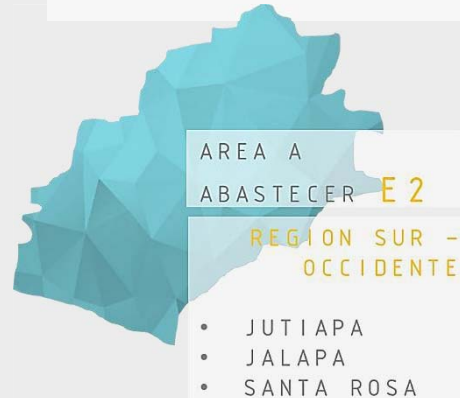 AREA A
ABASTECER E2
REGION SUR –
OCCIDENTE
• JUTIAPA
• JALAPA
• SANTA ROSA